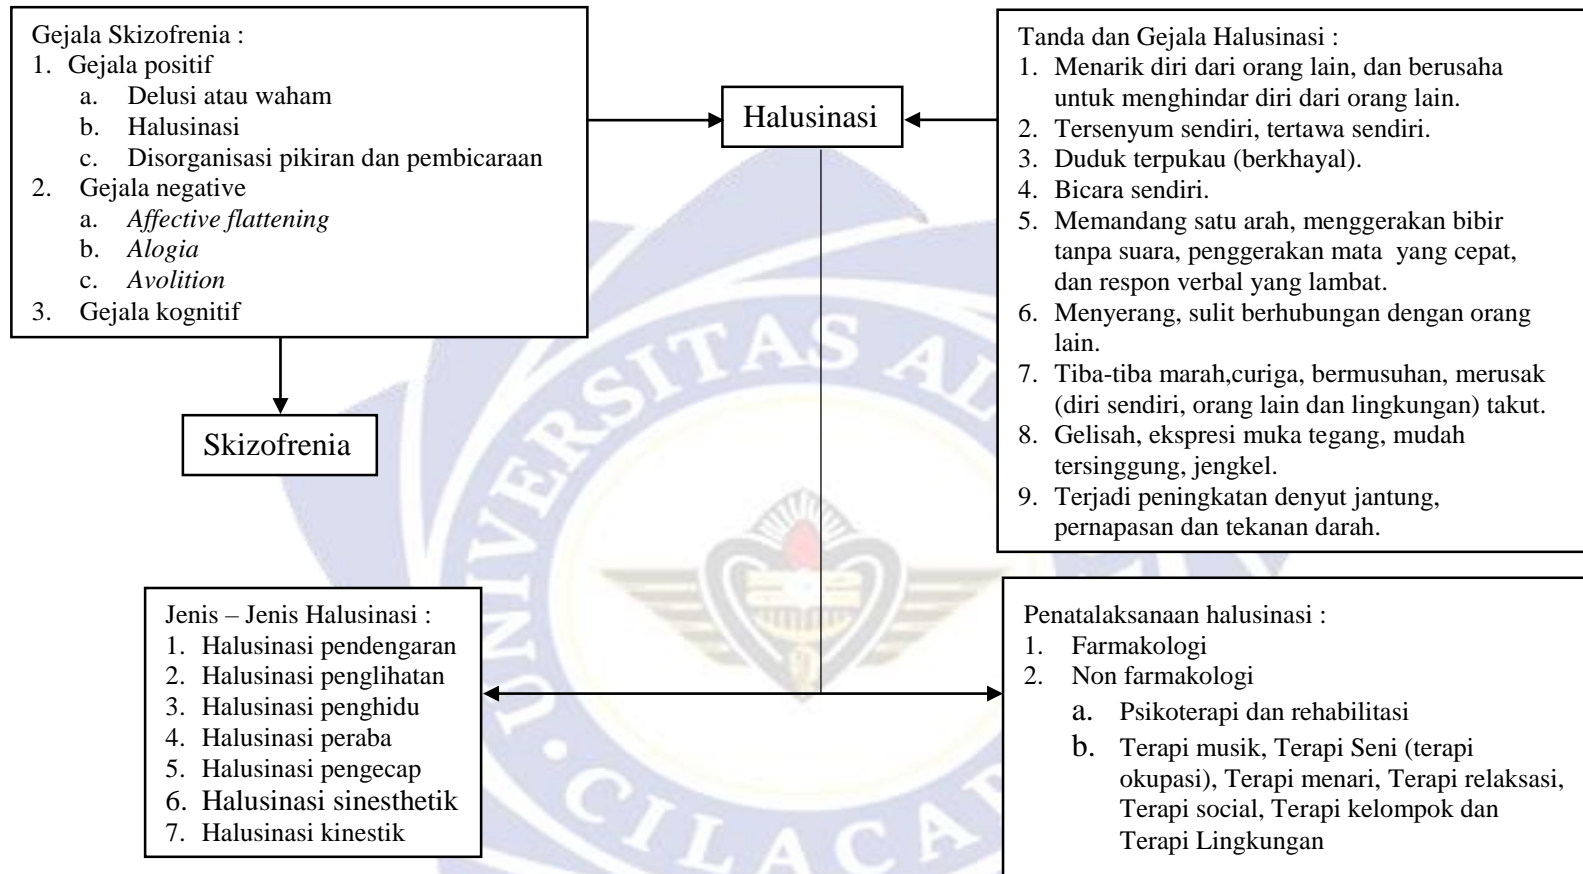 Gejala Skizofrenia :
1. Gejala positif
a. Delusi atau waham
b. Halusinasi
c. Disorganisasi pikiran dan pembicaraan
2. Gejala negative
a. Affective flattening
b. Alogia
c. Avolition
3. Gejala kognitif
Halusinasi
Tanda dan Gejala Halusinasi :
1. Menarik diri dari orang lain, dan berusaha
untuk menghindar diri dari orang lain.
2. Tersenyum sendiri, tertawa sendiri.
3. Duduk terpukau (berkhayal).
4. Bicara sendiri.
5. Memandang satu arah, menggerakan bibir
tanpa suara, penggerakan mata yang cepat,
dan respon verbal yang lambat.
6. Menyerang, sulit berhubungan dengan orang
lain.
7. Tiba-tiba marah,curiga, bermusuhan, merusak
(diri sendiri, orang lain dan lingkungan) takut.
8. Gelisah, ekspresi muka tegang, mudah
tersinggung, jengkel.
9. Terjadi peningkatan denyut jantung,
pernapasan dan tekanan darah.
Skizofrenia
Jenis – Jenis Halusinasi :
1. Halusinasi pendengaran
2. Halusinasi penglihatan
3. Halusinasi penghidu
4. Halusinasi peraba
5. Halusinasi pengecap
6. Halusinasi sinesthetik
7. Halusinasi kinestik
Penatalaksanaan halusinasi :
1. Farmakologi
2. Non farmakologi
a. Psikoterapi dan rehabilitasi
b. Terapi musik, Terapi Seni (terapi
okupasi), Terapi menari, Terapi relaksasi,
Terapi social, Terapi kelompok dan
Terapi Lingkungan
UNIVERSITAS AL
CILACAP